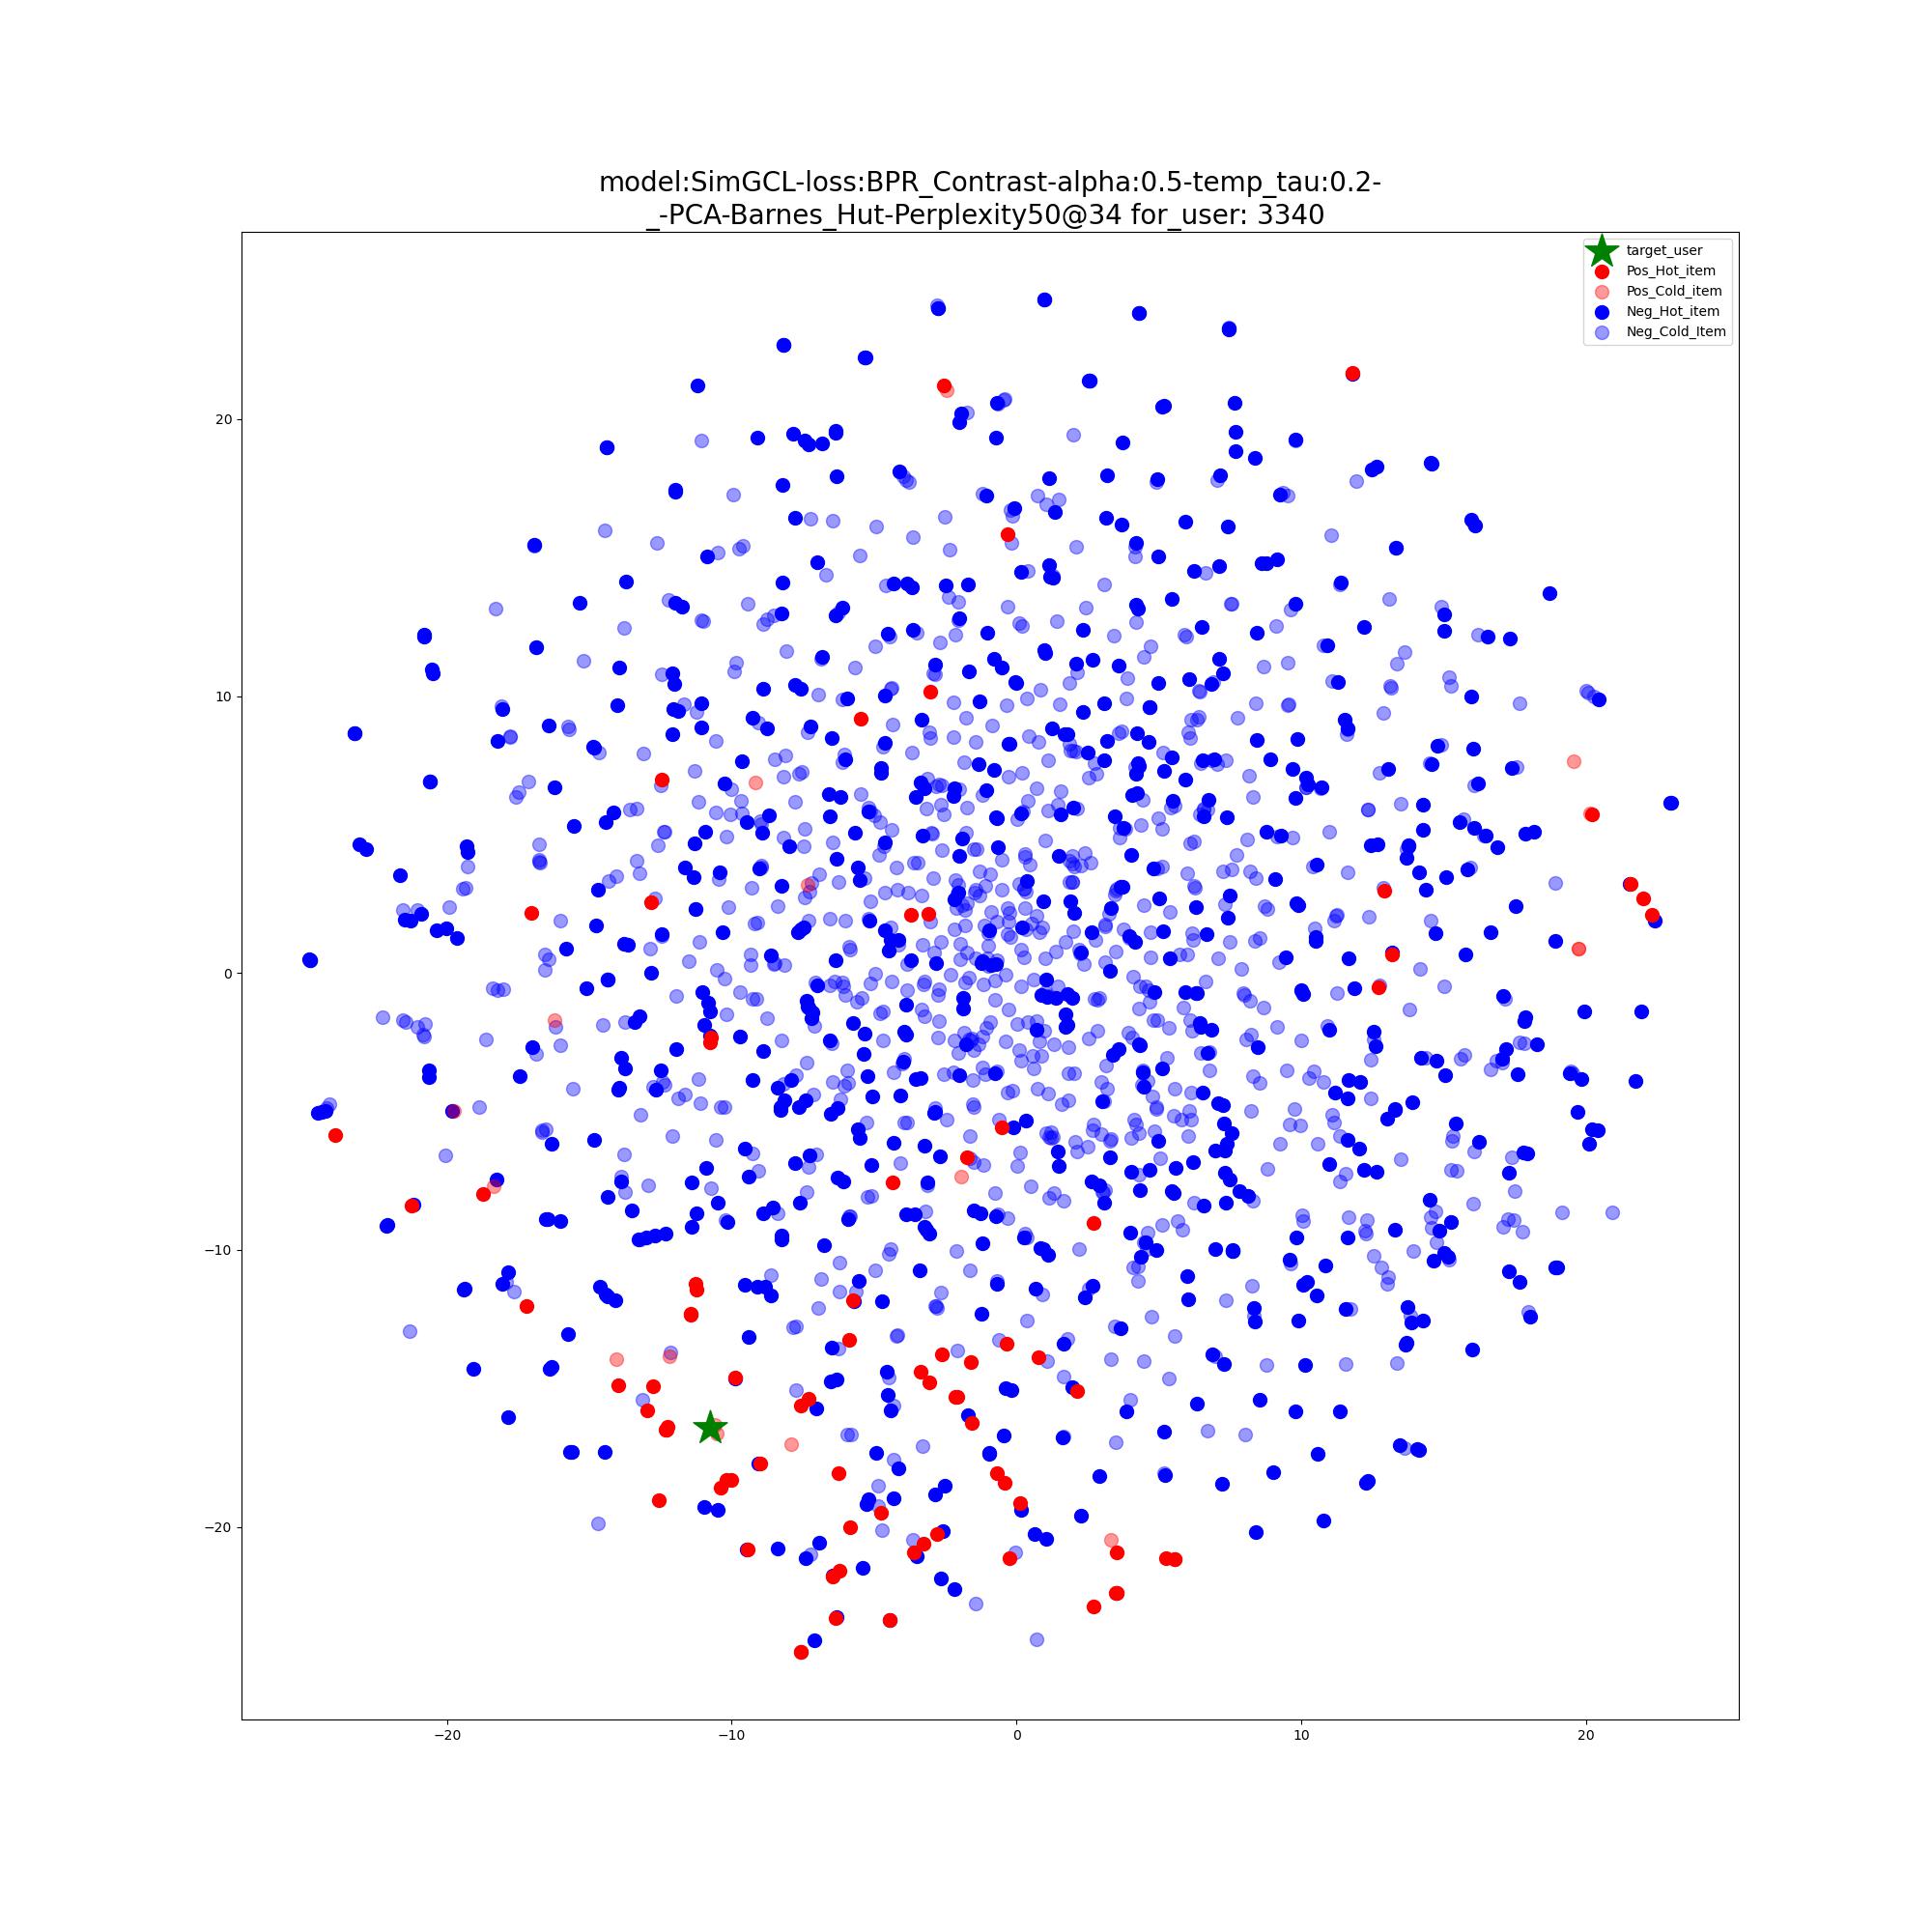 model:SimGCL-loss:BPR_Contrast-alpha:0.5-temp_tau:0.2-
_-PCA-Barnes_Hut-Perplexity50@34 for_user: 3340
target_user
Pos_Hot_item
Pos_Cold_item
Neg_Hot_item
Neg_Cold_Item
20
10
0
−10
−20
−20
−10
0
10
20